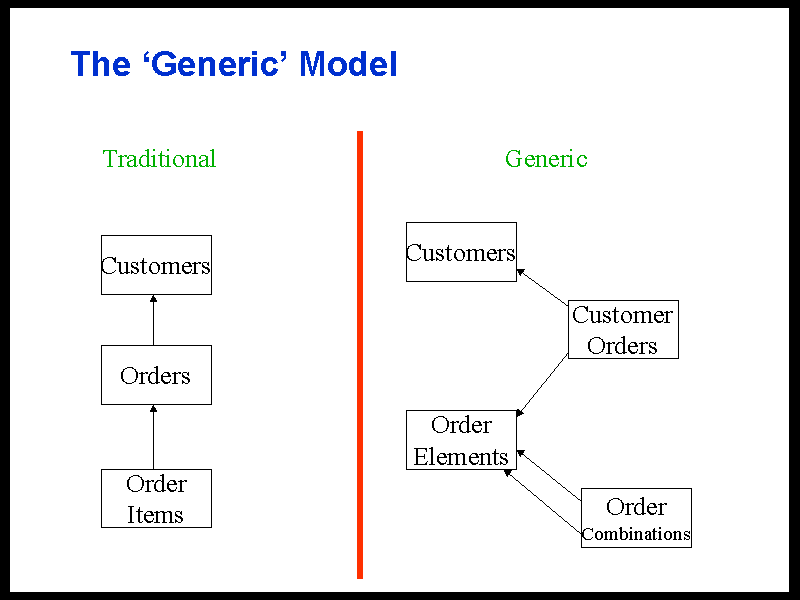 The ‘Generic’ Model
Traditional
Customers
Orders
Order
Items
Generic
Customers
Customer
Orders
Order
Elements
Order
Combinations